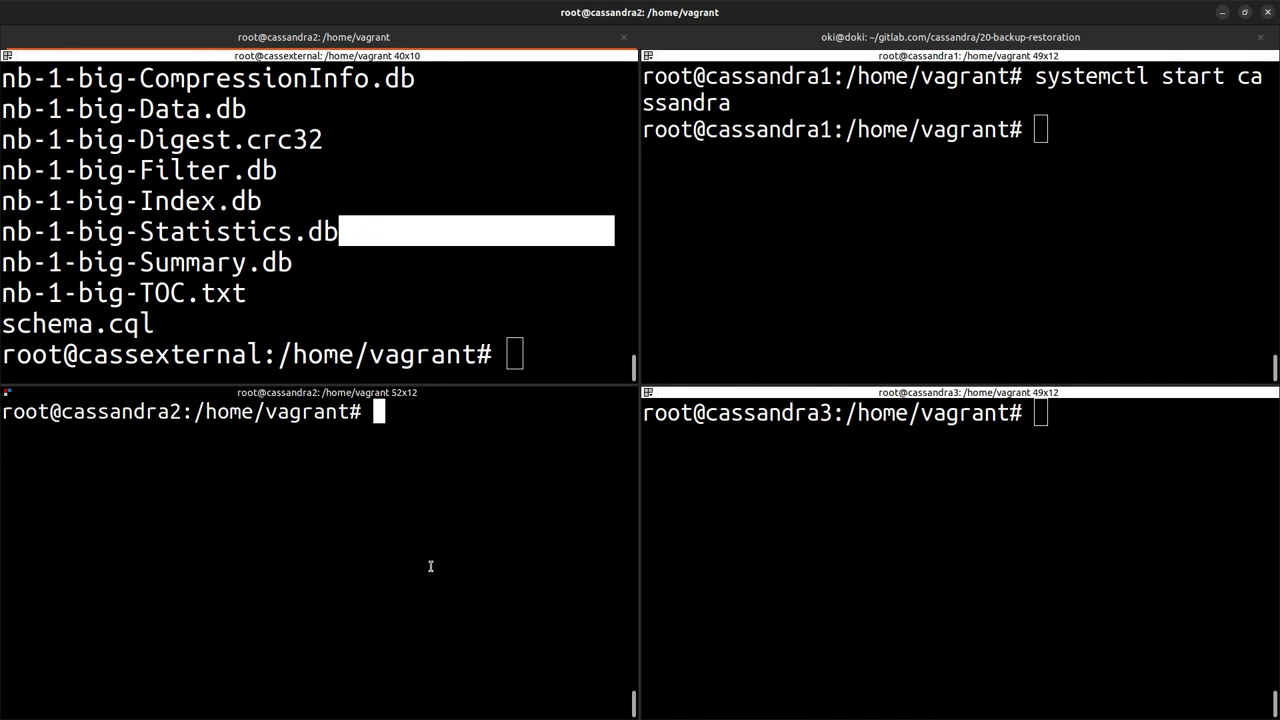 root@cassandra2: /home/vagrant
root@cassandra2: /home/vagrant
oki@doki: ~/gitlab.com/cassandra/20-backup-restoration
root@cassexternal: /home/vagrant 40x10
nb-1-big-CompressionInfo.db
nb-1-big-Data.db
nb-1-big-Digest.crc32
nb-1-big-Filter.db
nb-1-big-Index.db
nb-1-big-Statistics.db
nb-1-big-Summary.db
nb-1-big-TOC.txt
schema.cql
root@cassexternal:/home/vagrant#
root@cassandra1: /home/vagrant 49x12
root@cassandra1:/home/vagrant# systemctl start ca
ssandra
root@cassandra1:/home/vagrant#
root@cassandra2: /home/vagrant 52x12
root@cassandra2:/home/vagrant#
root@cassandra3: /home/vagrant 49x12
root@cassandra3:/home/vagrant#